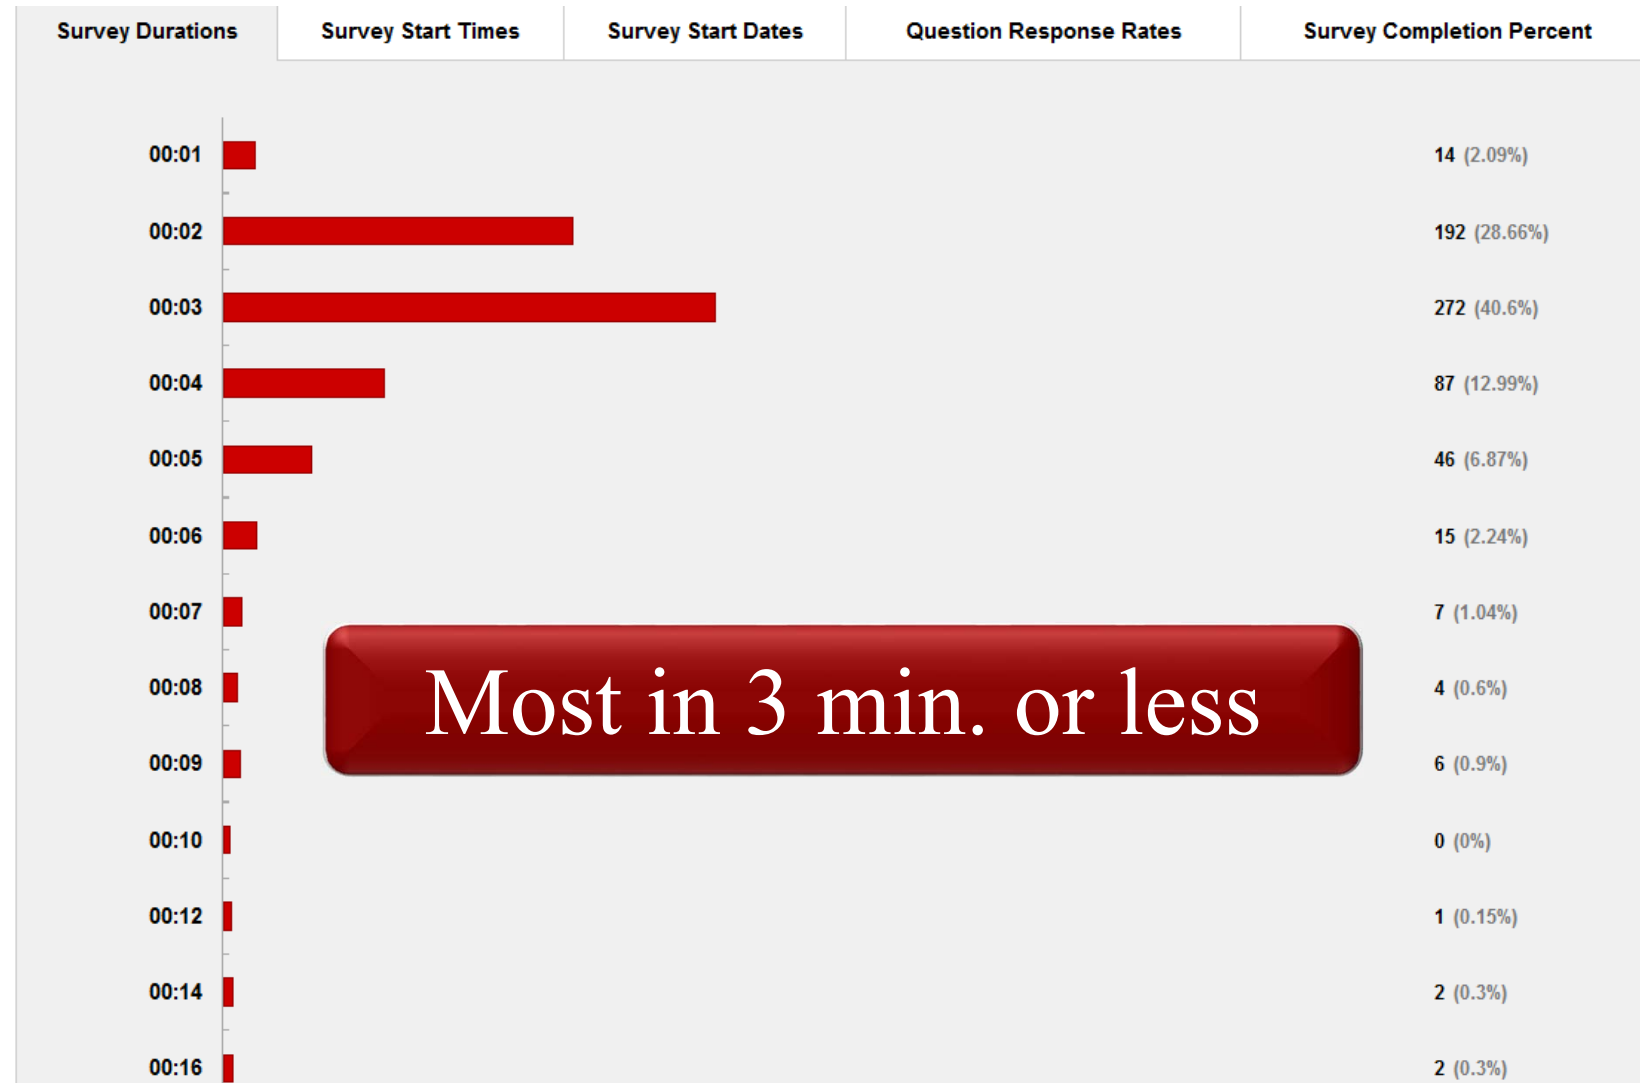 Survey Durations Survey Start Times Survey Start Dates Question Response Rates Survey Completion Percent
00:01 14 (2.09%)
00:02 192 (28.66%)
00:03 272 (40.6%)
00:04 87 (12.99%)
00:05 46 (6.87%)
00:06 15 (2.24%)
00:07 7 (1.04%)
Most in 3 min. or less
00:08 4 (0.6%)
00:09 6 (0.9%)
00:10 0 (0%)
00:12 1 (0.15%)
00:14 2 (0.3%)
00:16 2 (0.3%)